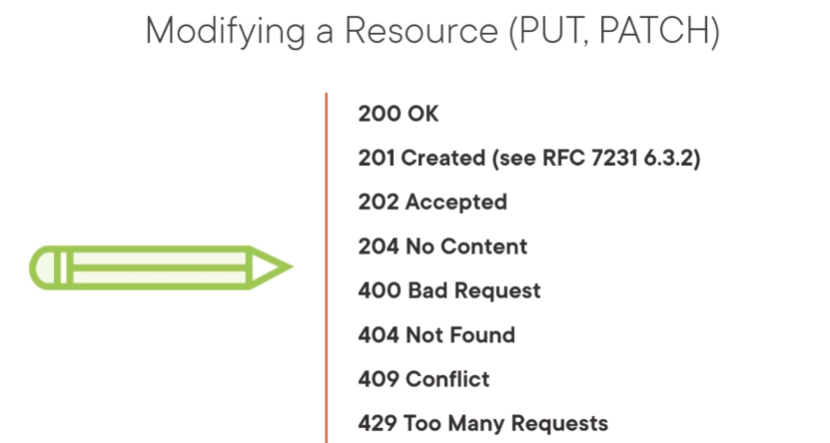 Modifying a Resource (PUT, PATCH)
200 OK
201 Created (see RFC 7231 6.3.2)
202 Accepted
204 No Content
400 Bad Request
404 Not Found
409 Conflict
429 Too Many Requests